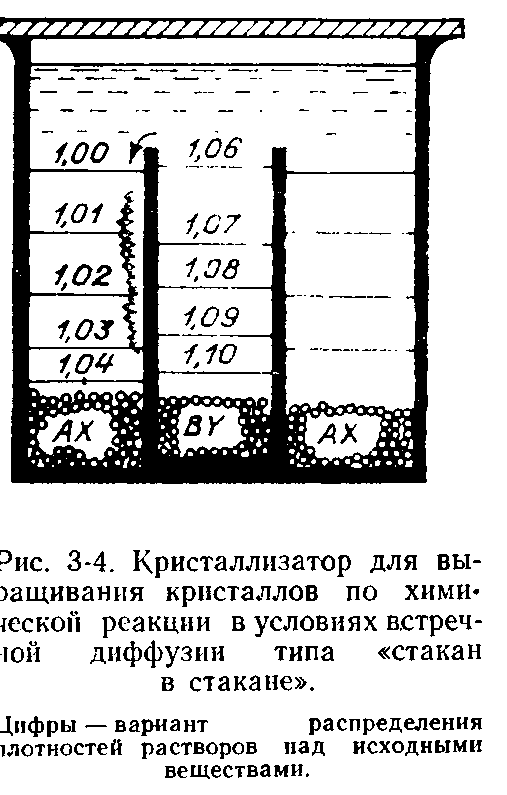 1,00 1,06
1,01 1,07
1,02 1,08
1,03 1,09
1,04 1,10
AX BY AX
Рис. 3-4. Кристаллизатор для вы-
ращивания кристаллов по хими-
ческой реакции в условиях встреч-
ной диффузии типа «стакан
в стакане».
Цифры — вариант распределения
плотностей растворов над исходными
веществами.